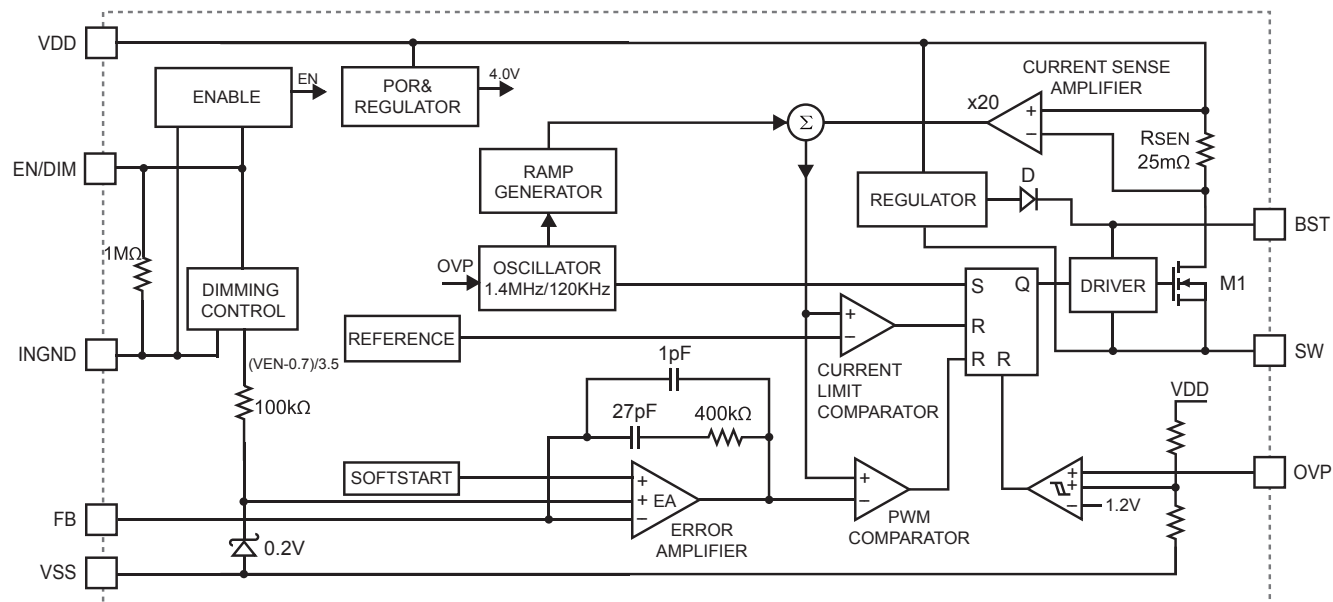 VDD
ENABLE
EN
POR&
REGULATOR
4.0V
CURRENT SENSE
AMPLIFIER
x20
+
−
Σ
RSEN
25mΩ
EN/DIM
RAMP
GENERATOR
REGULATOR
D
BST
1MΩ
DIMMING
CONTROL
OVP
OSCILLATOR
1.4MHz/120KHz
S
Q
DRIVER
M1
REFERENCE
+
−
R
INGND
SW
(VEN-0.7)/3.5
1pF
CURRENT
LIMIT
COMPARATOR
R
R
100kΩ
27pF
400kΩ
VDD
SOFTSTART
+
+
EA
−
+
−
+
+
−
1.2V
OVP
FB
ERROR
AMPLIFIER
PWM
COMPARATOR
0.2V
VSS